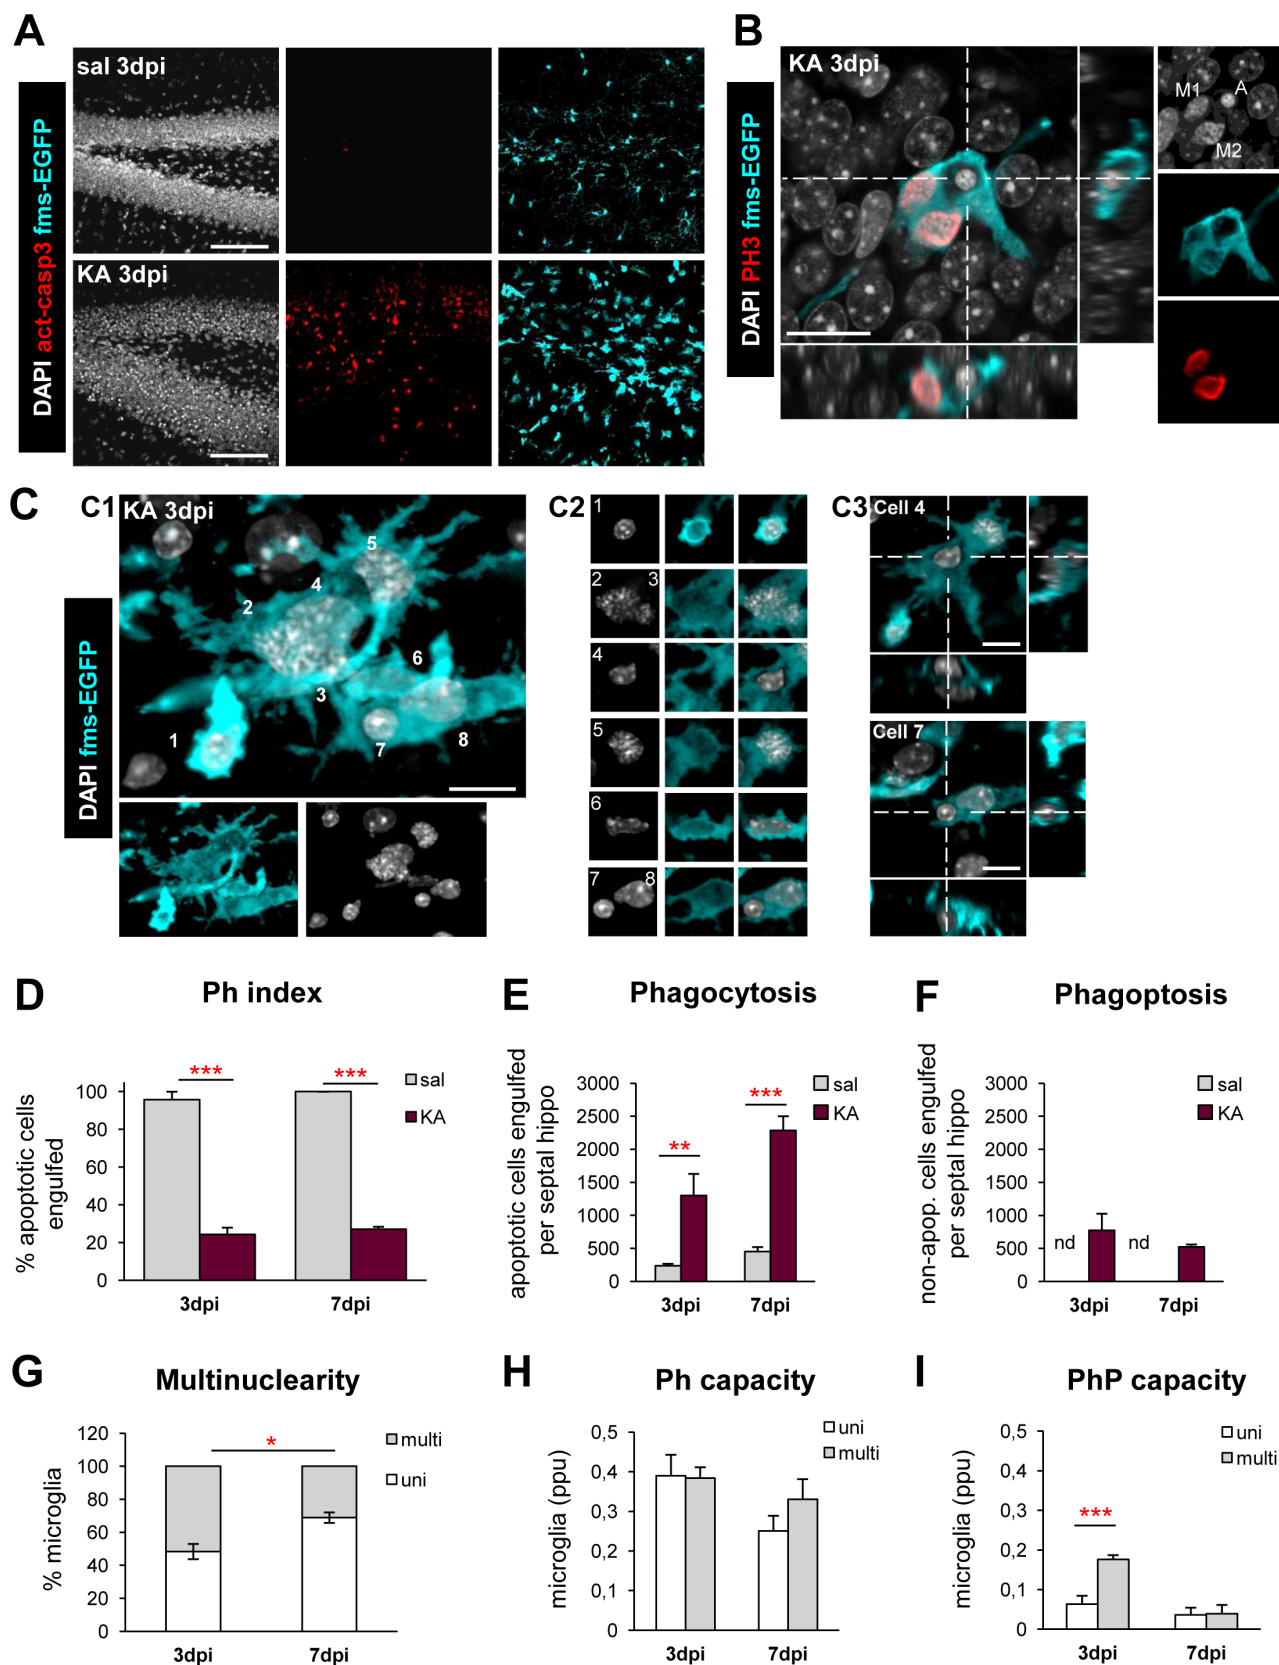 A
DAPI act-casp3 fms-EGFP
sal 3dpi
KA 3dpi
B
DAPI PH3 fms-EGFP
KA 3dpi
M1
A
M2
C
C1
DAPI fms-EGFP
KA 3dpi
5
4
2
6
3
1
7
8
C2
1
2 3
4
5
6
7 8
C3
Cell 4
Cell 7
D
Ph index
% apoptotic cells
engulfed
100
80
60
40
20
0
***
***
sal
KA
3dpi
7dpi
E
Phagocytosis
apoptotic cells engulfed
per septal hippo
3000
2500
2000
1500
1000
500
0
**
***
sal
KA
3dpi
7dpi
F
Phagoptosis
non-apop. cells engulfed
per septal hippo
3000
2500
2000
1500
1000
500
0
nd
nd
sal
KA
3dpi
7dpi
G
Multinuclearity
% microglia
120
100
80
60
40
20
0
*
multi
uni
3dpi
7dpi
H
Ph capacity
microglia (ppu)
0,5
0,4
0,3
0,2
0,1
0
uni
multi
3dpi
7dpi
I
PhP capacity
microglia (ppu)
0,5
0,4
0,3
0,2
0,1
0
***
uni
multi
3dpi
7dpi